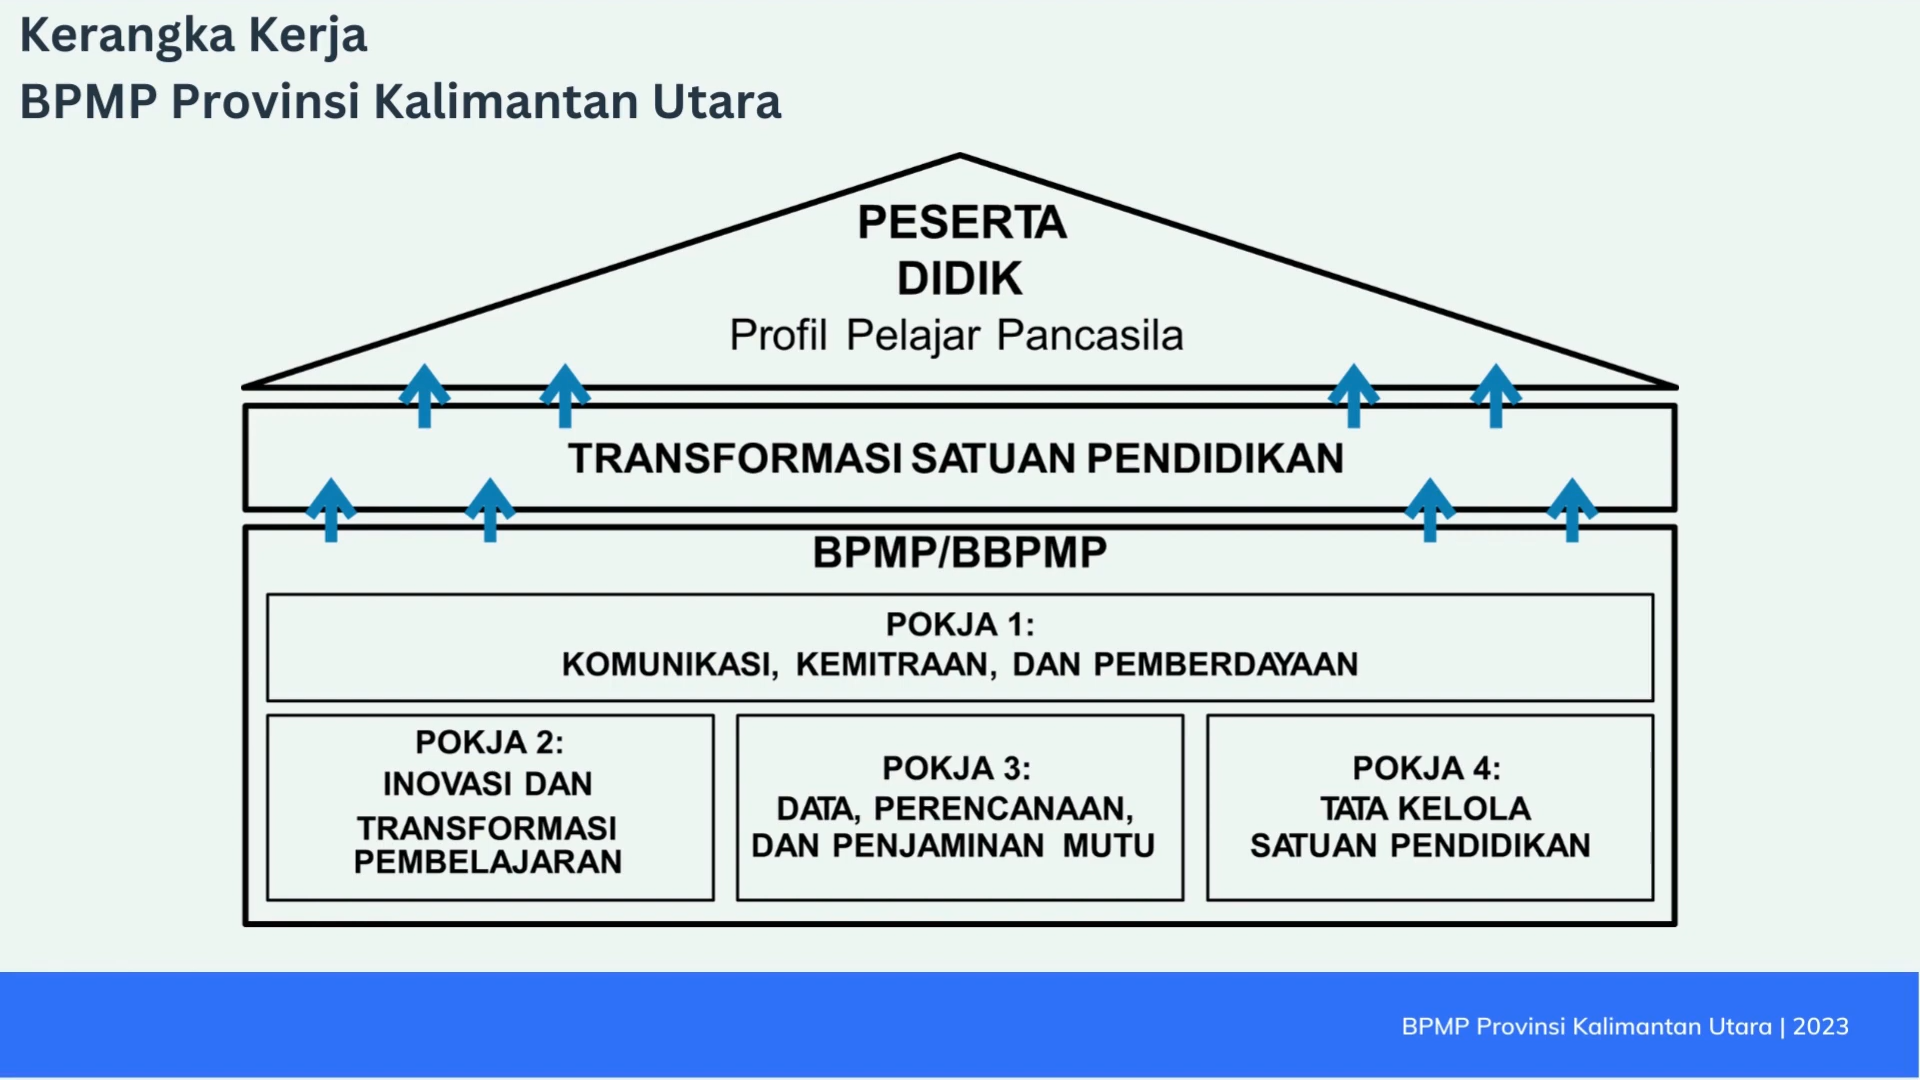 Kerangka Kerja
BPMP Provinsi Kalimantan Utara
PESERTA
DIDIK
Profil Pelajar Pancasila
TRANSFORMASI SATUAN PENDIDIKAN
BPMP/BBPMP
POKJA 1:
KOMUNIKASI, KEMITRAAN, DAN PEMBERDAYAAN
POKJA 2:
INOVASI DAN
TRANSFORMASI
PEMBELAJARAN
POKJA 3:
DATA, PERENCANAAN,
DAN PENJAMINAN MUTU
POKJA 4:
TATA KELOLA
SATUAN PENDIDIKAN
BPMP Provinsi Kalimantan Utara | 2023